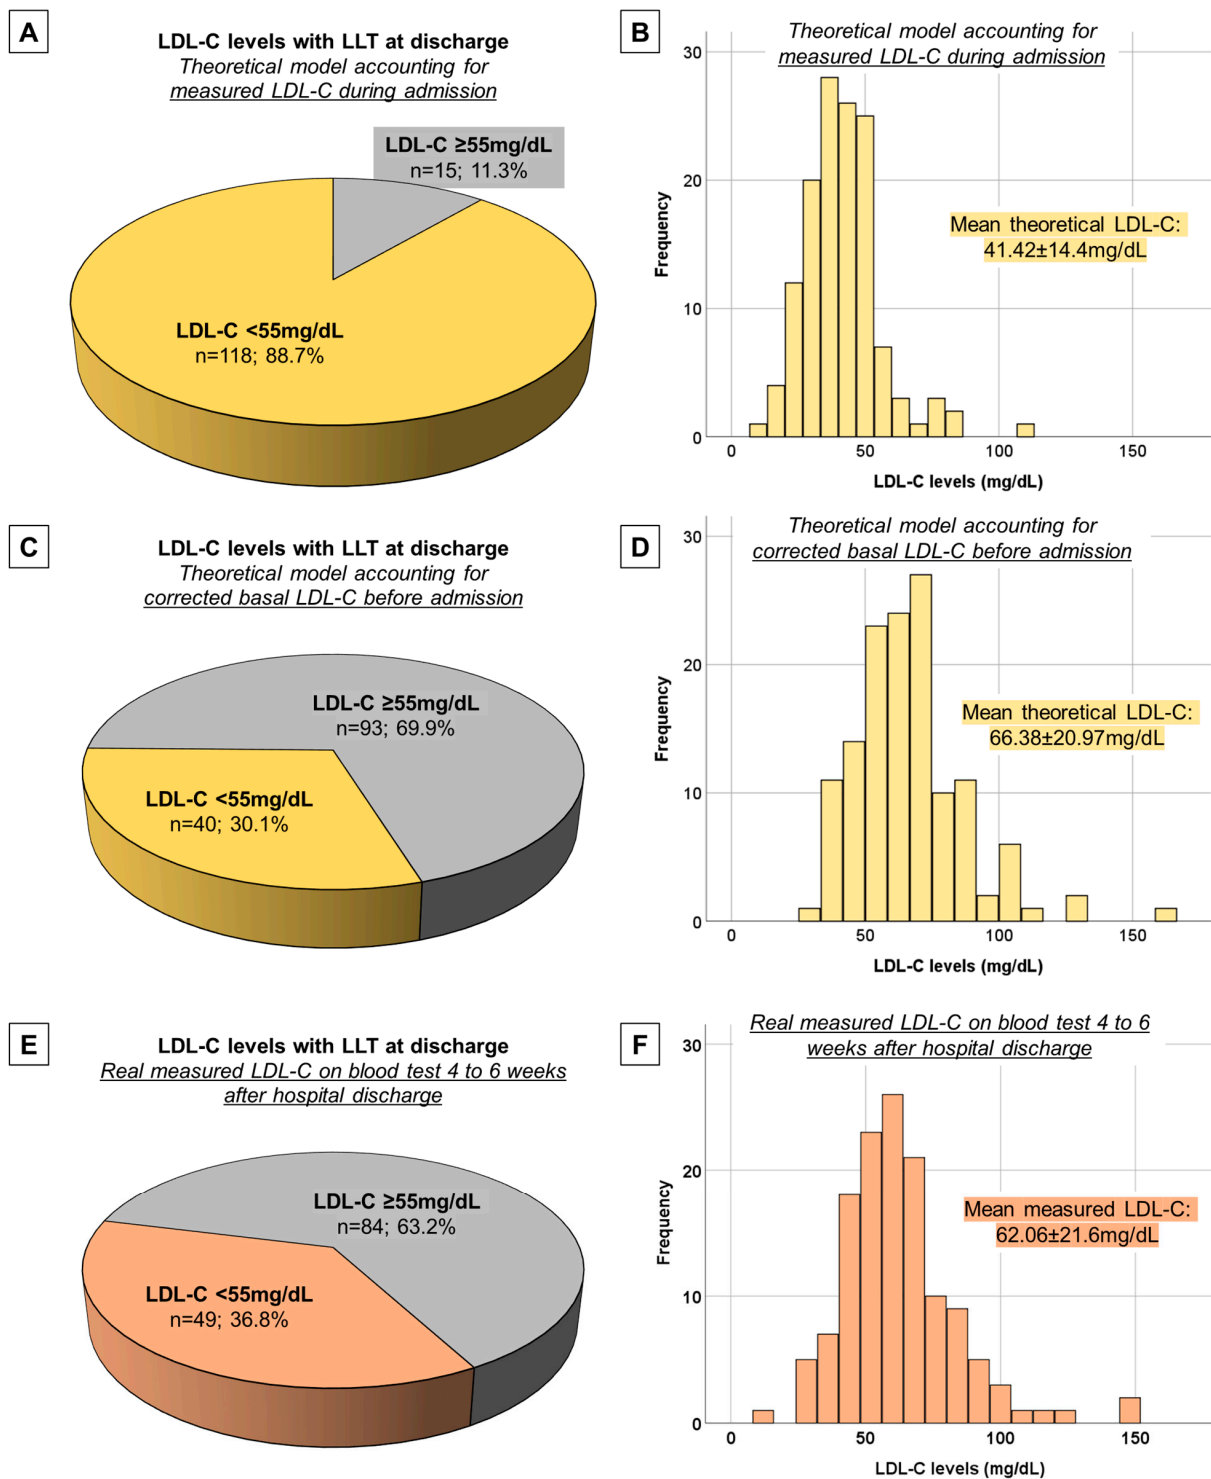 A
LDL-C levels with LLT at discharge
Theoretical model accounting for
measured LDL-C during admission
LDL-C ≥55mg/dL
n=15; 11.3%
LDL-C <55mg/dL
n=118; 88.7%
B
Theoretical model accounting for
measured LDL-C during admission
30
20
10
0
Frequency
Mean theoretical LDL-C:
41.42±14.4mg/dL
0 50 100 150
LDL-C levels (mg/dL)
C
LDL-C levels with LLT at discharge
Theoretical model accounting for
corrected basal LDL-C before admission
LDL-C ≥55mg/dL
n=93; 69.9%
LDL-C <55mg/dL
n=40; 30.1%
D
Theoretical model accounting for
corrected basal LDL-C before admission
30
20
10
0
Frequency
Mean theoretical LDL-C:
66.38±20.97mg/dL
0 50 100 150
LDL-C levels (mg/dL)
E
LDL-C levels with LLT at discharge
Real measured LDL-C on blood test 4 to 6 weeks
after hospital discharge
LDL-C ≥55mg/dL
n=84; 63.2%
LDL-C <55mg/dL
n=49; 36.8%
F
Real measured LDL-C on blood test 4 to 6
weeks after hospital discharge
30
20
10
0
Frequency
Mean measured LDL-C:
62.06±21.6mg/dL
0 50 100 150
LDL-C levels (mg/dL)